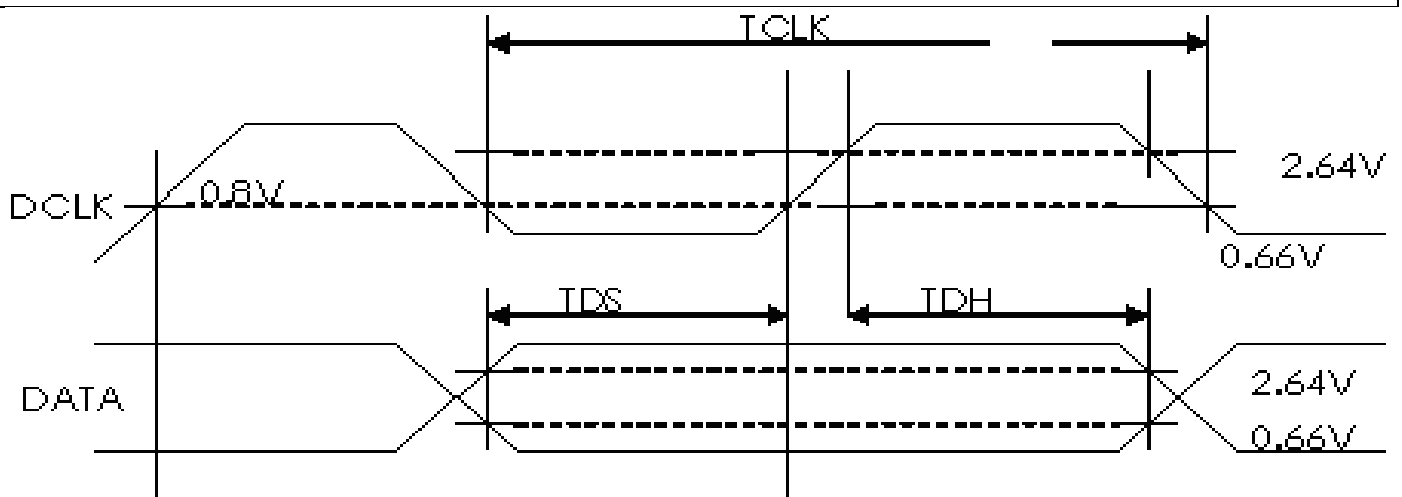 TCLK
2.64V
0.8V
DCLK
0.66V
TDS
TDH
2.64V
DATA
0.66V